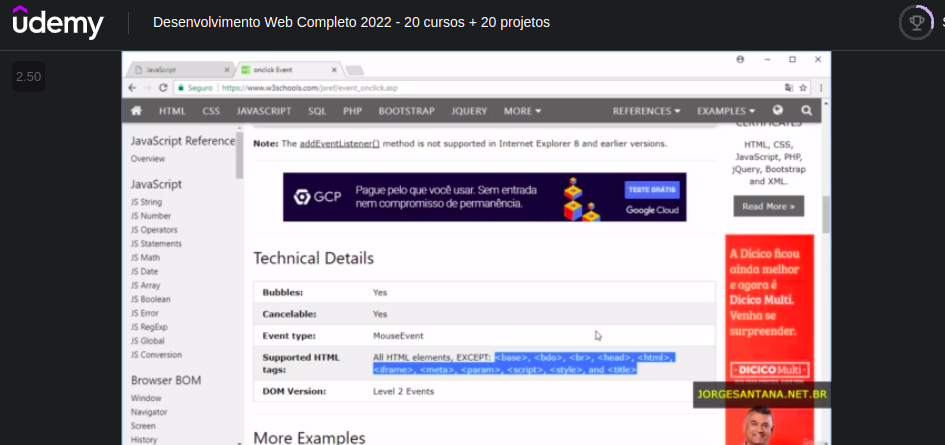 udemy
Desenvolvimento Web Completo 2022 - 20 cursos + 20 projetos
2.50
JavaScript
onclick Event
Seguro
https://www.w3schools.com/jsref/event_onclick.asp
HTML CSS JAVASCRIPT SQL PHP BOOTSTRAP JQUERY MORE REFERENCES EXAMPLES
JavaScript Reference
Overview
JavaScript
JS String
JS Number
JS Operators
JS Statements
JS Math
JS Date
JS Array
JS Boolean
JS Error
JS RegExp
JS Global
JS Conversion
Browser BOM
Window
Navigator
Screen
History
Note: The addEventListener() method is not supported in Internet Explorer 8 and earlier versions.
GCP
Pague pelo que você usar. Sem entrada
nem compromisso de permanência.
TESTE GRÁTIS
Google Cloud
Technical Details
Bubbles: Yes
Cancelable: Yes
Event type: MouseEvent
Supported HTML
tags:
All HTML elements, EXCEPT: <base>, <bdo>, <br>, <head>, <html>,
<iframe>, <meta>, <param>, <script>, <style>, and <title>
DOM Version: Level 2 Events
More Examples
CERTIFICATES
HTML, CSS,
JavaScript, PHP,
jQuery, Bootstrap
and XML.
Read More »
A Dicico ficou
ainda melhor
e agora é
Dicico Multi.
Venha se
surpreender.
DICICO Multi
JORGESANTANA.NET.BR